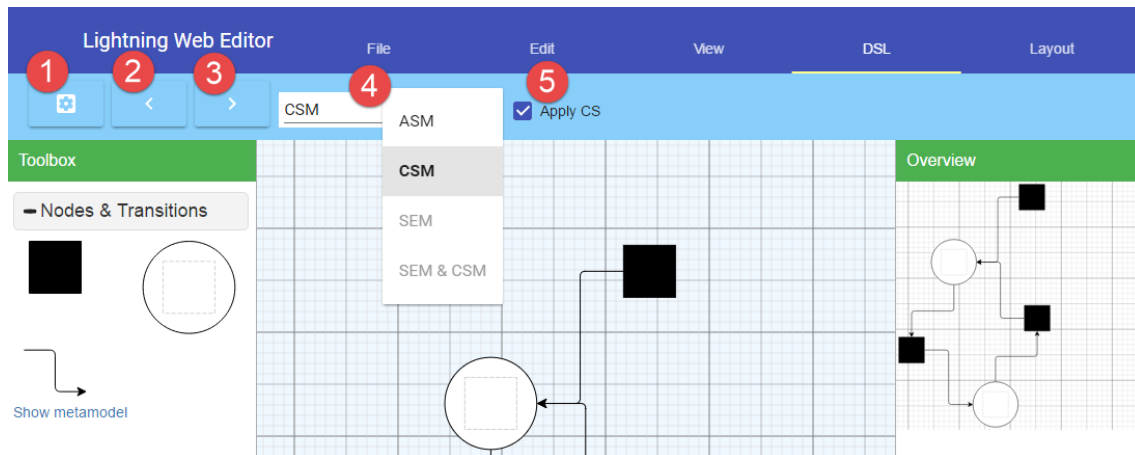 Lightning Web Editor
File
Edit
View
DSL
Layout
1
2
3
4
5
CSM
Apply CS
ASM
CSM
SEM
SEM & CSM
Toolbox
Nodes & Transitions
Show metamodel
Overview